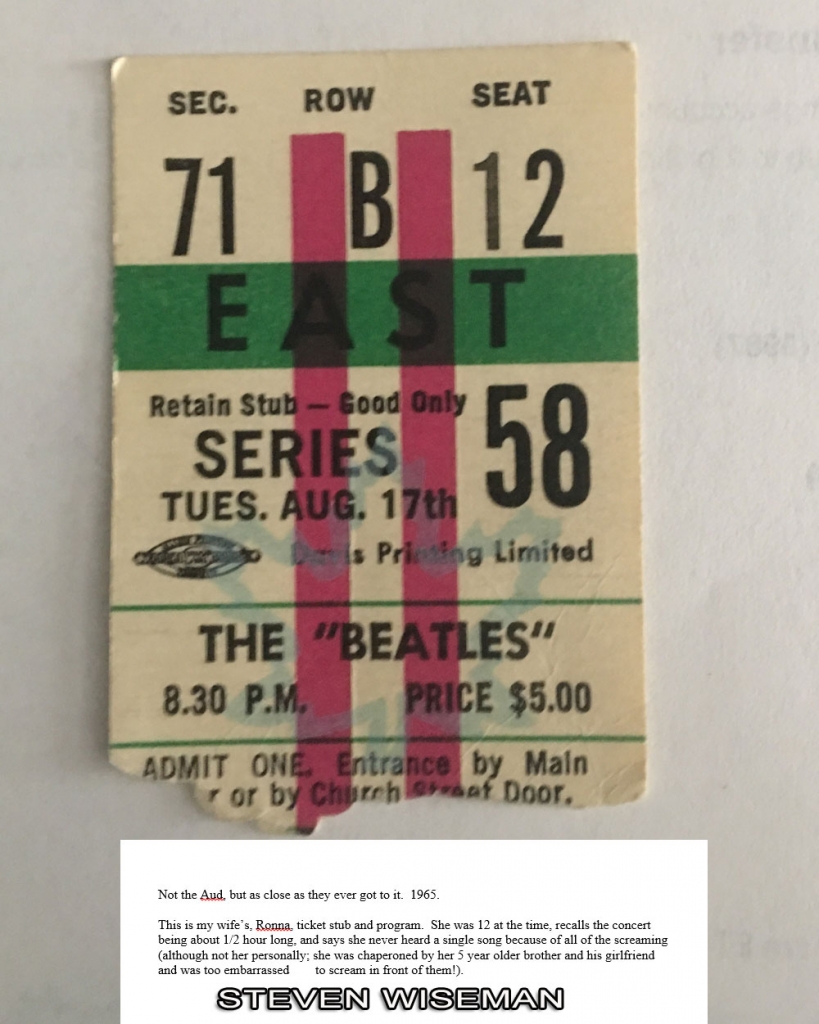 SEC. ROW SEAT
71 B 12
EAST
Retain Stub — Good Only
SERIES 58
TUES. AUG. 17th
Davis Printing Limited
THE "BEATLES"
8.30 P.M. PRICE $5.00
ADMIT ONE. Entrance by Main
r or by Church Street Door.
Not the Aud, but as close as they ever got to it. 1965.
This is my wife's, Ronna, ticket stub and program. She was 12 at the time, recalls the concert
being about 1/2 hour long, and says she never heard a single song because of all of the screaming
(although not her personally; she was chaperoned by her 5 year older brother and his girlfriend
and was too embarrassed to scream in front of them!).
STEVEN WISEMAN